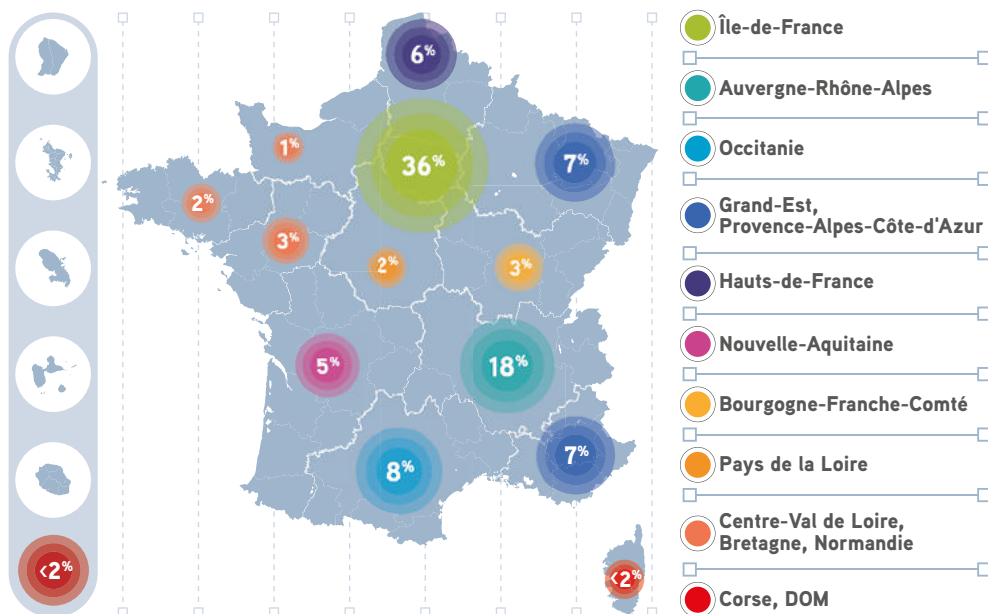 6%
36%
1%
7%
2%
3%
2%
3%
5%
18%
8%
7%
<2%
<2%
Île-de-France
Auvergne-Rhône-Alpes
Occitanie
Grand-Est,
Provence-Alpes-Côte-d'Azur
Hauts-de-France
Nouvelle-Aquitaine
Bourgogne-Franche-Comté
Pays de la Loire
Centre-Val de Loire,
Bretagne, Normandie
Corse, DOM